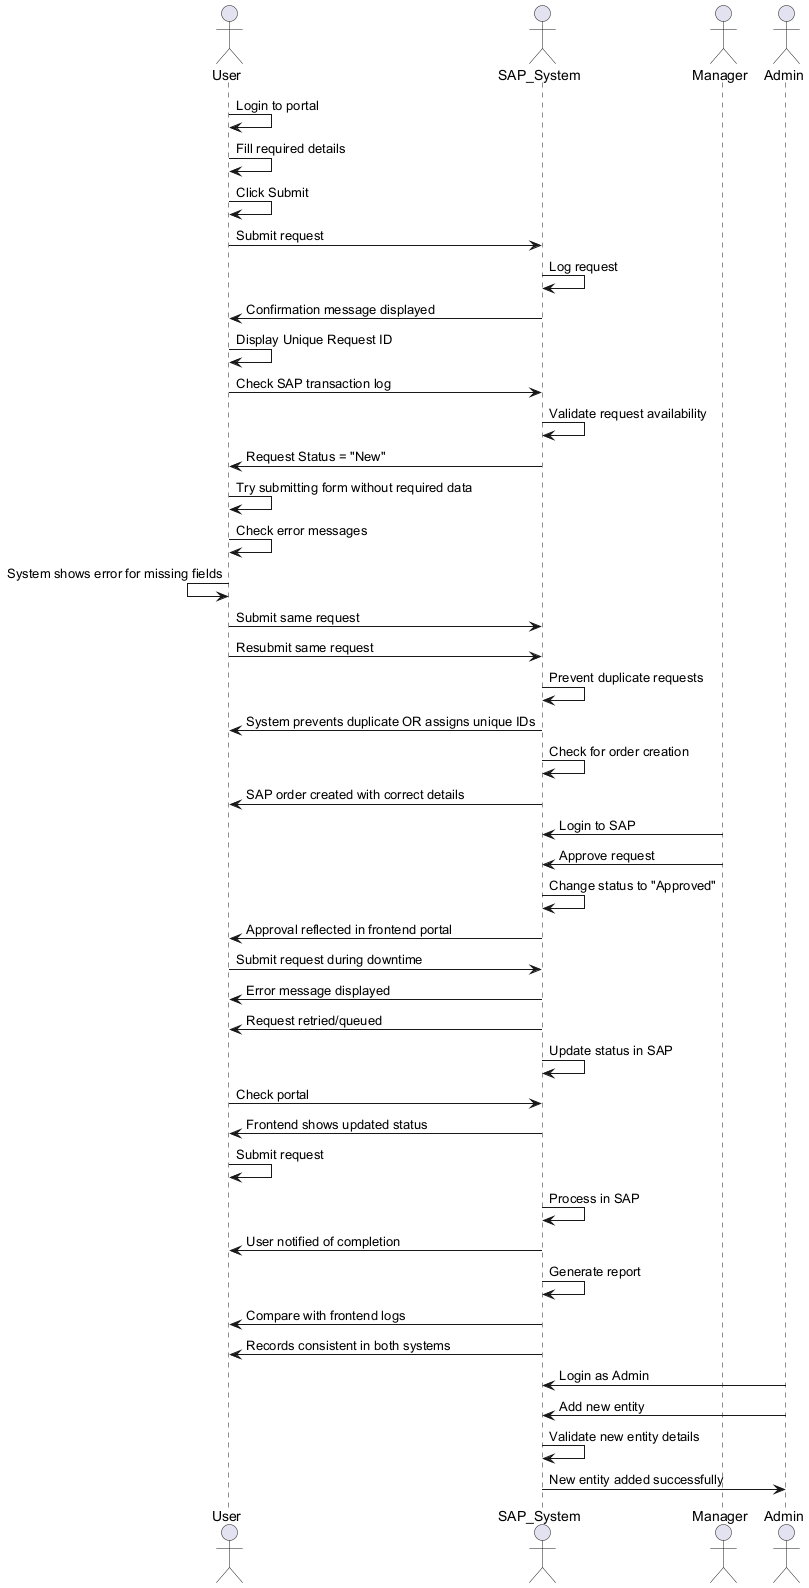 User
SAP_System
Manager
Admin
Login to portal
Fill required details
Click Submit
Submit request
Log request
Confirmation message displayed
Display Unique Request ID
Check SAP transaction log
Validate request availability
Request Status = "New"
Try submitting form without required data
Check error messages
System shows error for missing fields
Submit same request
Resubmit same request
Prevent duplicate requests
System prevents duplicate OR assigns unique IDs
Check for order creation
SAP order created with correct details
Login to SAP
Approve request
Change status to "Approved"
Approval reflected in frontend portal
Submit request during downtime
Error message displayed
Request retried/queued
Update status in SAP
Check portal
Frontend shows updated status
Submit request
Process in SAP
User notified of completion
Generate report
Compare with frontend logs
Records consistent in both systems
Login as Admin
Add new entity
Validate new entity details
New entity added successfully
User
SAP_System
Manager
Admin